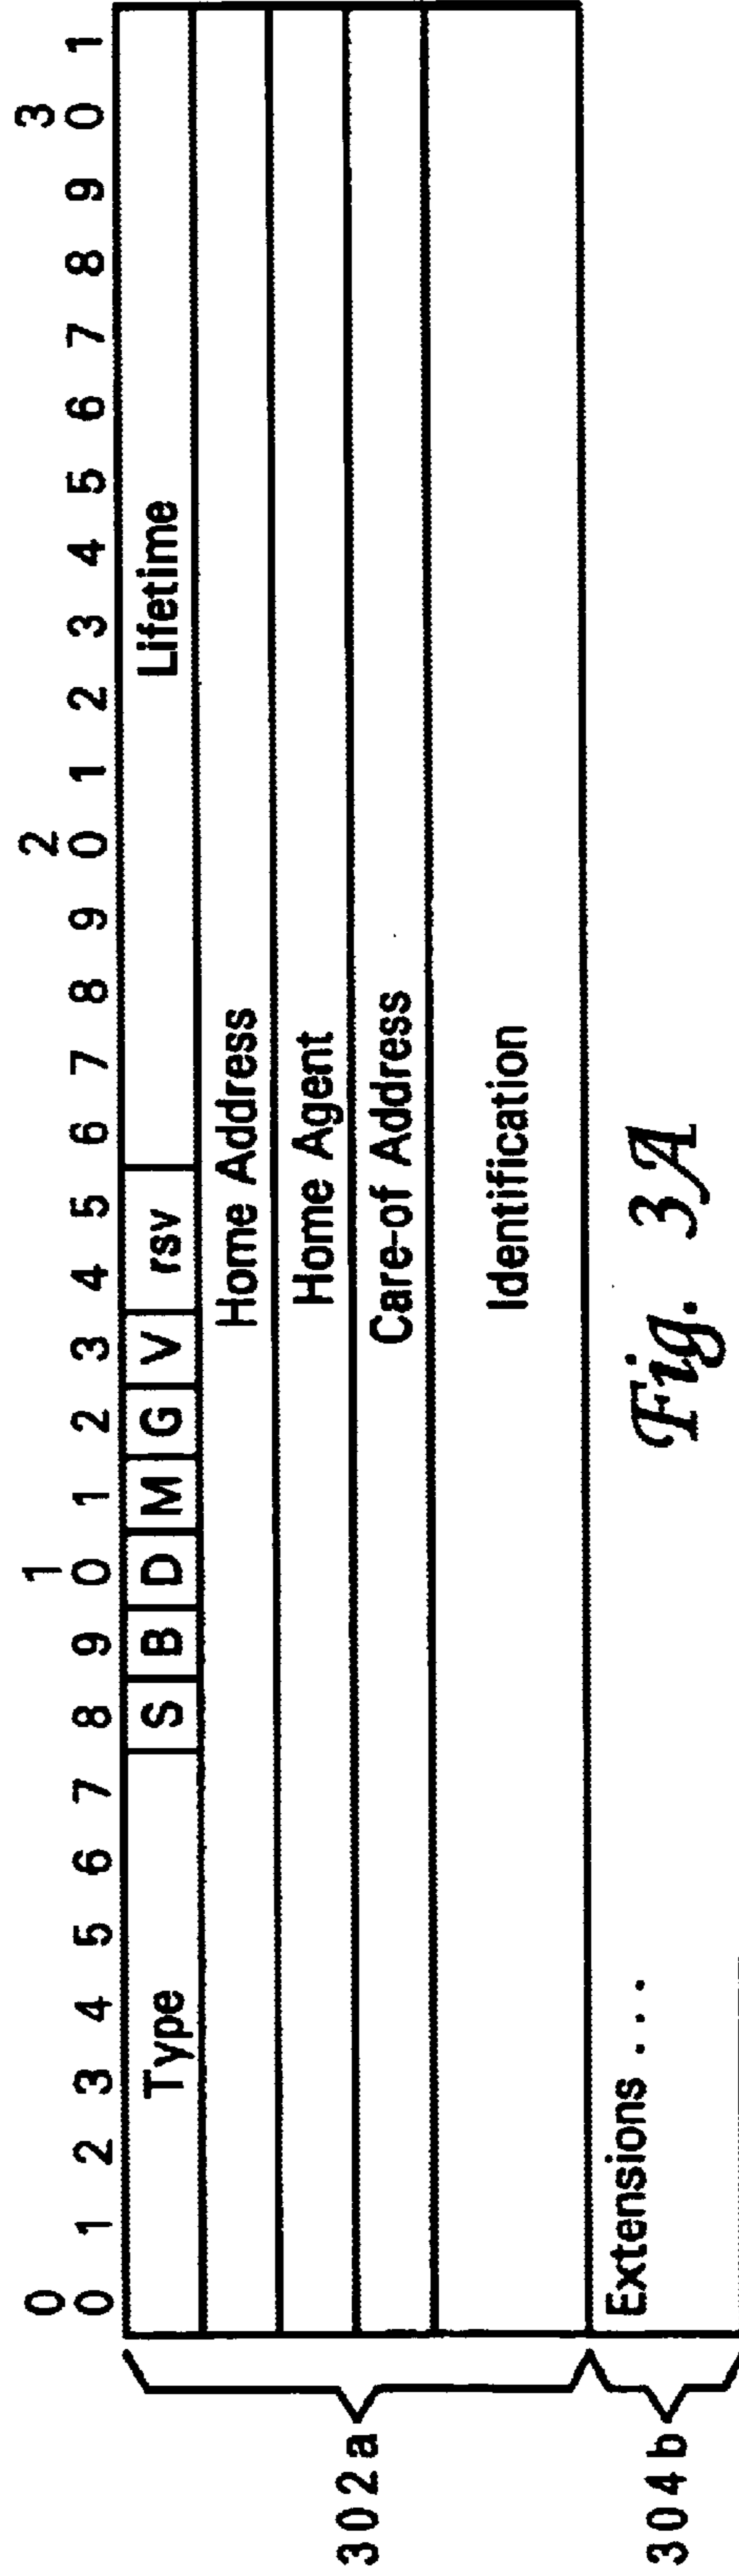 0 1 2 3
0 1 2 3 4 5 6 7 8 9 0 1 2 3 4 5 6 7 8 9 0 1 2 3 4 5 6 7 8 9 0 1
Type S B D M G V rsv Lifetime
Home Address
Home Agent
Care-of Address
302a
Identification
Extensions . . .
304b
Fig. 3A